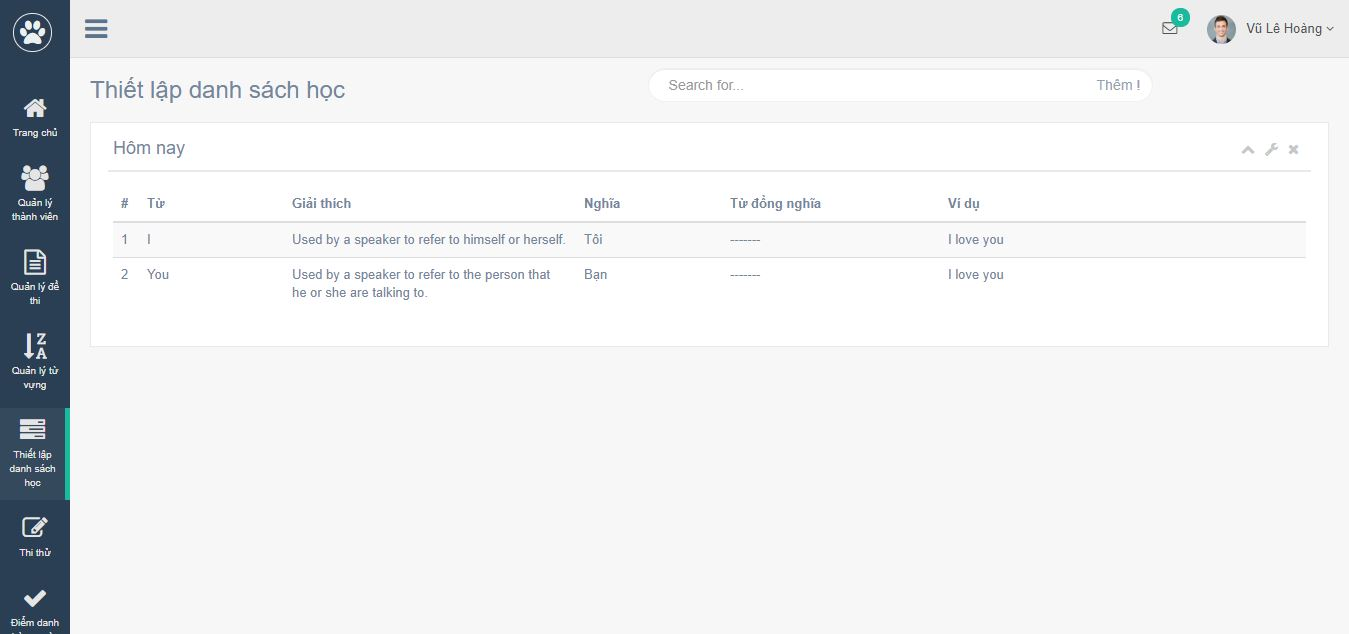 6
Vũ Lê Hoàng
Thiết lập danh sách học
Search for...
Thêm !
Trang chủ
Quản lý
thành viên
Quản lý đề
thi
Quản lý từ
vựng
Thiết lập
danh sách
học
Thi thử
Điểm danh
Hôm nay
# Từ Giải thích Nghĩa Từ đồng nghĩa Ví dụ
1 I Used by a speaker to refer to himself or herself. Tôi ------- I love you
2 You Used by a speaker to refer to the person that Bạn ------- I love you
he or she are talking to.